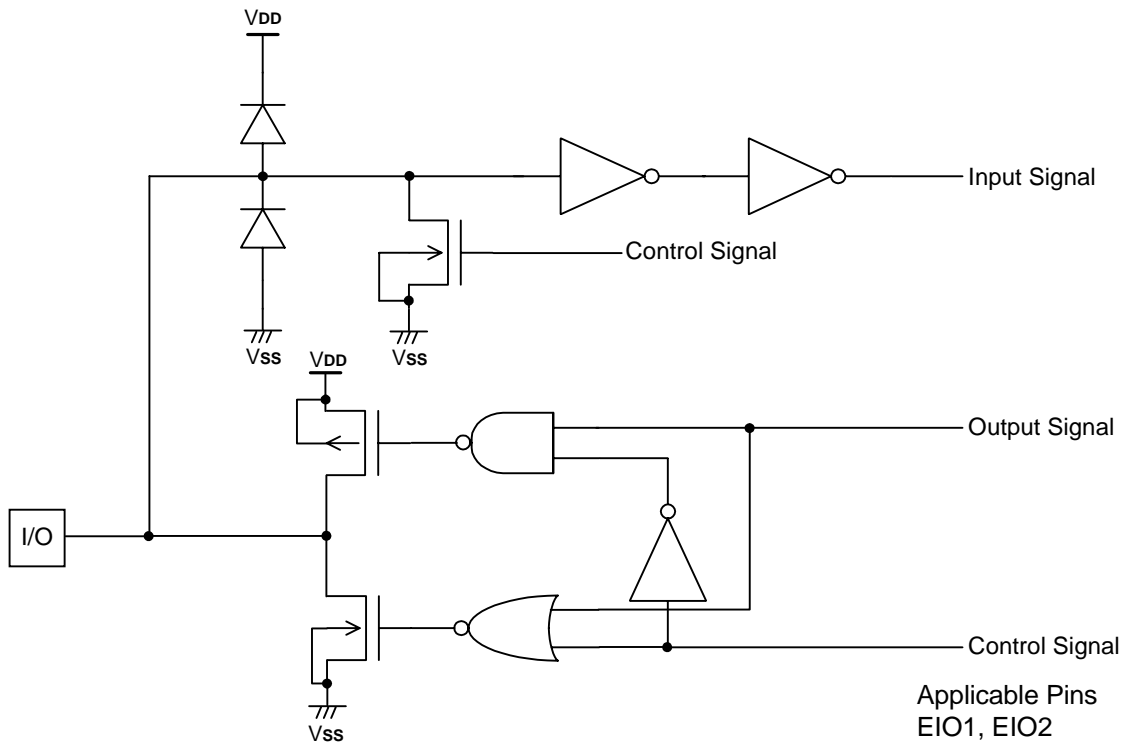 VDD
Input Signal
Control Signal
VSS
VSS
VDD
Output Signal
I/O
Control Signal
Applicable Pins
EIO1, EIO2
VSS